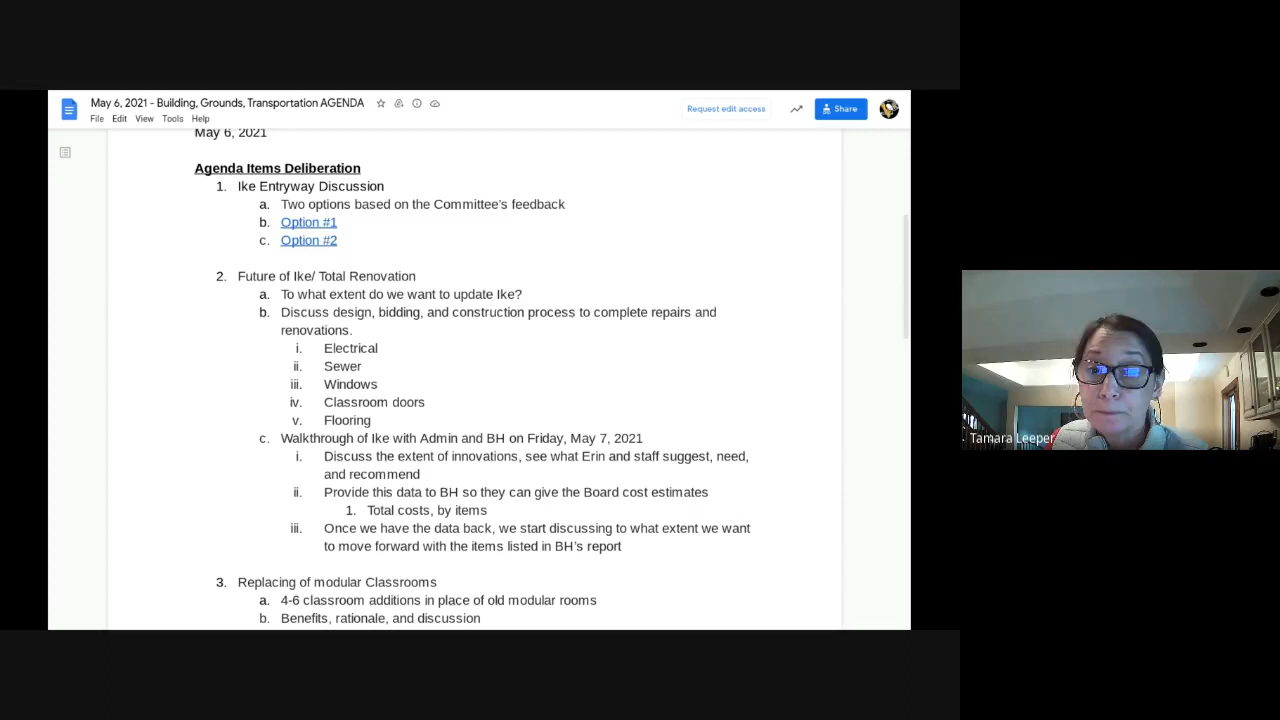 May 6, 2021 - Building, Grounds, Transportation AGENDA
Request edit access
Share
File Edit View Tools Help
May 6, 2021
Agenda Items Deliberation
1. Ike Entryway Discussion
a. Two options based on the Committee's feedback
b. Option #1
c. Option #2
2. Future of Ike/ Total Renovation
a. To what extent do we want to update Ike?
b. Discuss design, bidding, and construction process to complete repairs and
renovations.
i. Electrical
ii. Sewer
iii. Windows
iv. Classroom doors
v. Flooring
c. Walkthrough of Ike with Admin and BH on Friday, May 7, 2021
i. Discuss the extent of innovations, see what Erin and staff suggest, need,
and recommend
ii. Provide this data to BH so they can give the Board cost estimates
1. Total costs, by items
iii. Once we have the data back, we start discussing to what extent we want
to move forward with the items listed in BH's report
3. Replacing of modular Classrooms
a. 4-6 classroom additions in place of old modular rooms
b. Benefits, rationale, and discussion
Tamara Leeper